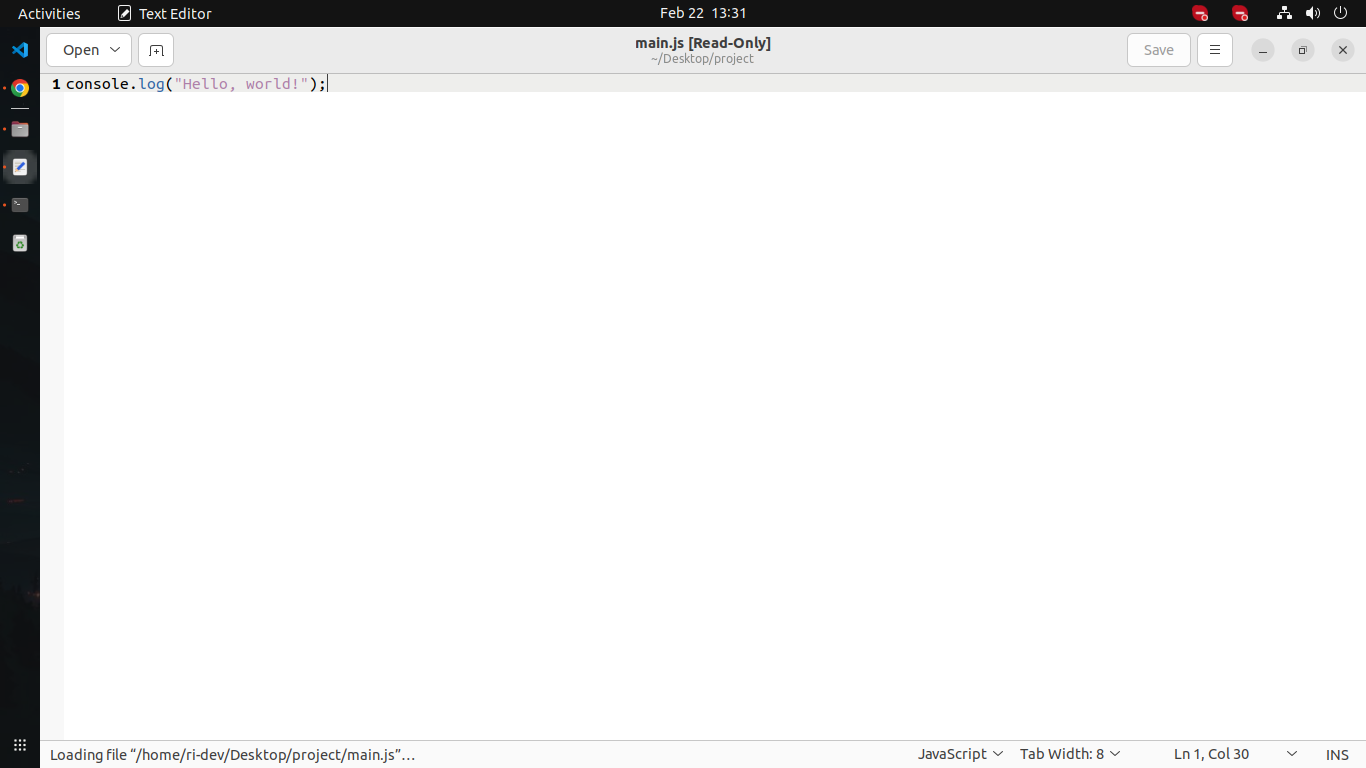 Activities Text Editor Feb 22 13:31
Open main.js [Read-Only] Save
~/Desktop/project
1 console.log("Hello, world!");
Loading file “/home/ri-dev/Desktop/project/main.js”… JavaScript Tab Width: 8 Ln 1, Col 30 INS